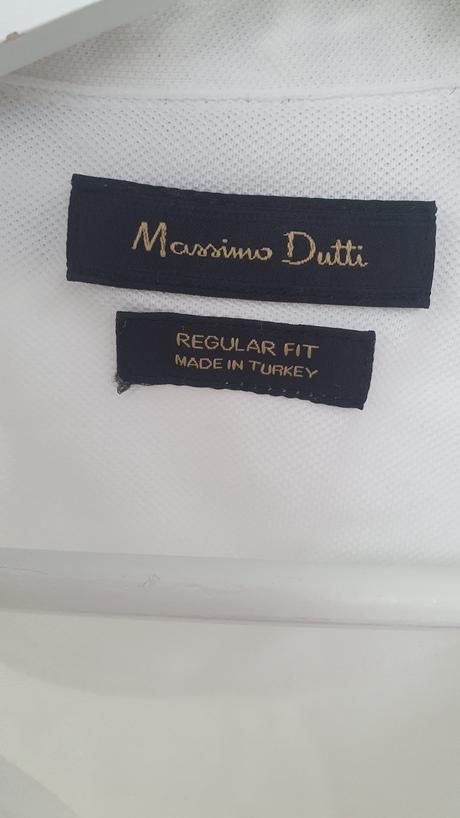 Massimo Dutti
REGULAR FIT
MADE IN TURKEY